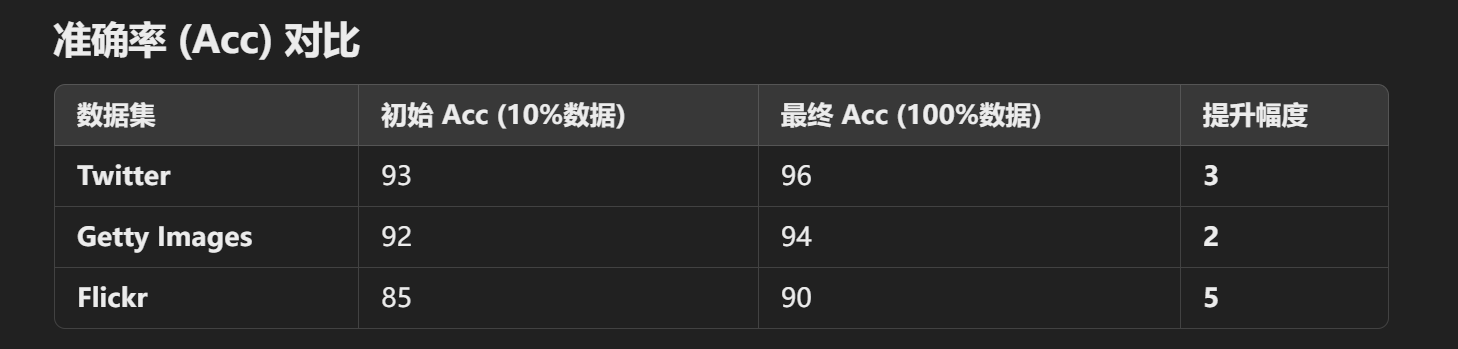 准确率 (Acc) 对比
数据集 初始 Acc (10%数据) 最终 Acc (100%数据) 提升幅度
Twitter 93 96 3
Getty Images 92 94 2
Flickr 85 90 5